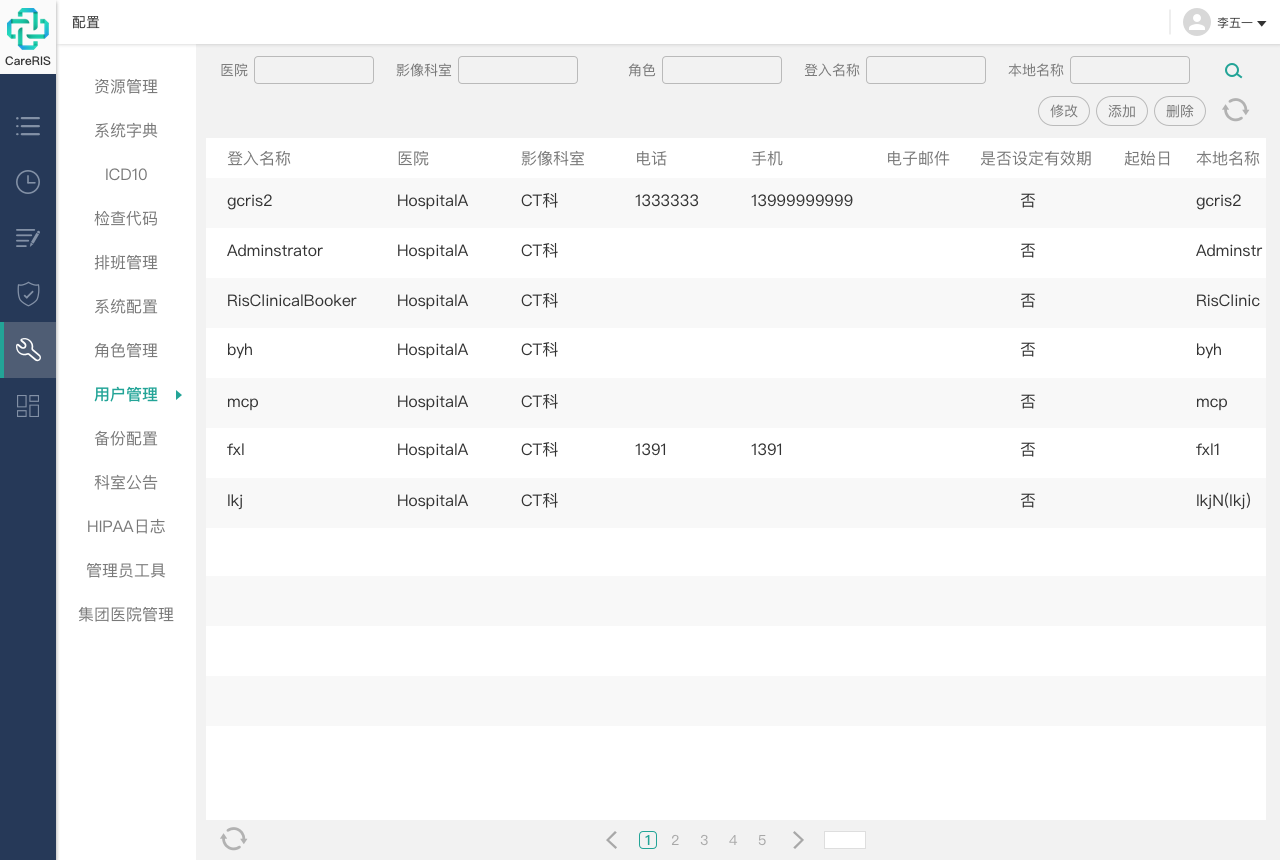 配置
李五一
CareRIS
资源管理
系统字典
ICD10
检查代码
排班管理
系统配置
角色管理
用户管理
备份配置
科室公告
HIPAA日志
管理员工具
集团医院管理
医院 影像科室 角色 登入名称 本地名称
修改 添加 删除
登入名称 医院 影像科室 电话 手机 电子邮件 是否设定有效期 起始日 本地名称
gcris2 HospitalA CT科 1333333 13999999999 否 gcris2
Adminstrator HospitalA CT科 否 Adminstr
RisClinicalBooker HospitalA CT科 否 RisClinic
byh HospitalA CT科 否 byh
mcp HospitalA CT科 否 mcp
fxl HospitalA CT科 1391 1391 否 fxl1
lkj HospitalA CT科 否 lkjN(lkj)
1 2 3 4 5